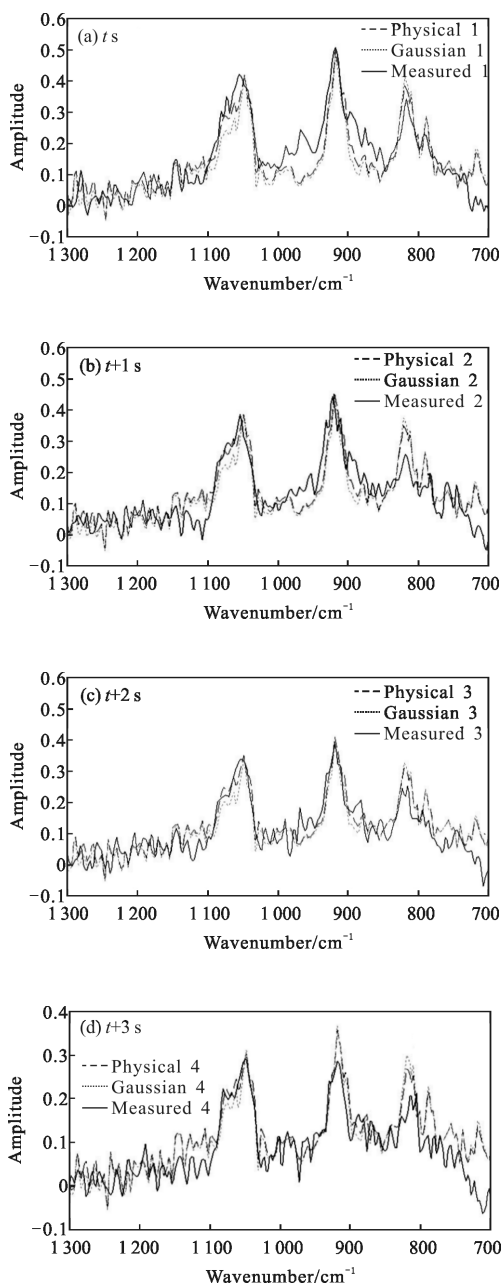 (a) t s
Physical 1
Gaussian 1
Measured 1
Amplitude
0.6
0.5
0.4
0.3
0.2
0.1
0
−0.1
1 300 1 200 1 100 1 000 900 800 700
Wavenumber/cm⁻¹
(b) t+1 s
Physical 2
Gaussian 2
Measured 2
Amplitude
0.6
0.5
0.4
0.3
0.2
0.1
0
−0.1
1 300 1 200 1 100 1 000 900 800 700
Wavenumber/cm⁻¹
(c) t+2 s
Physical 3
Gaussian 3
Measured 3
Amplitude
0.6
0.5
0.4
0.3
0.2
0.1
0
−0.1
1 300 1 200 1 100 1 000 900 800 700
Wavenumber/cm⁻¹
(d) t+3 s
Physical 4
Gaussian 4
Measured 4
Amplitude
0.4
0.3
0.2
0.1
0
−0.1
1 300 1 200 1 100 1 000 900 800 700
Wavenumber/cm⁻¹